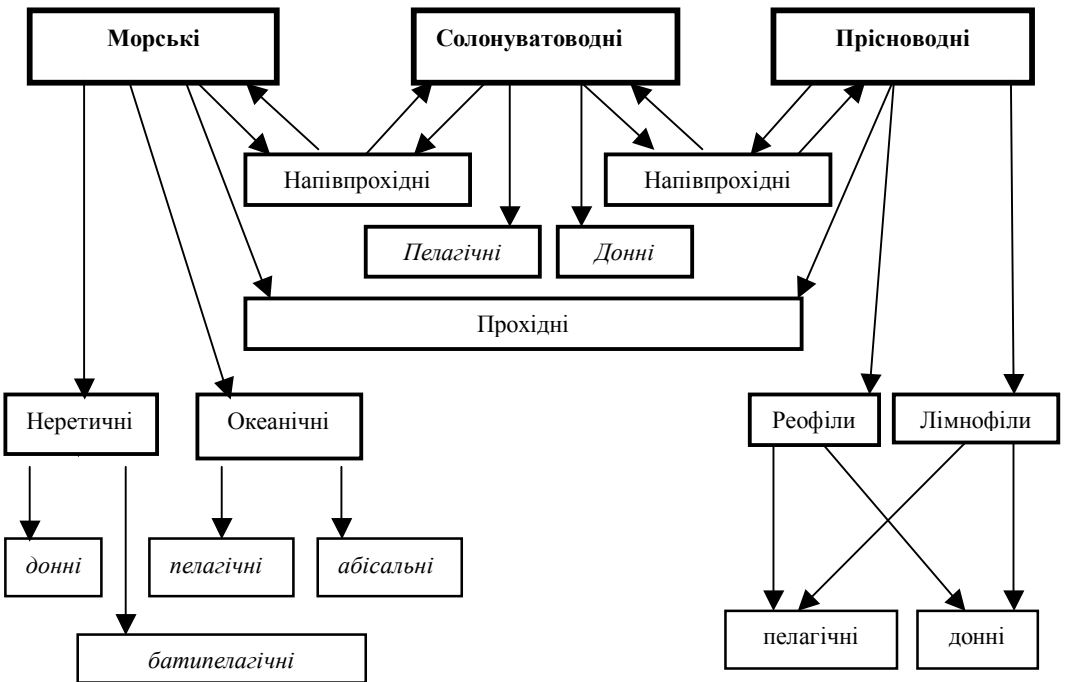 Морські
Солонуватоводні
Прісноводні
Напівпрохідні
Напівпрохідні
Пелагічні
Донні
Прохідні
Неретичні
Океанічні
Реофіли
Лімнофіли
донні
пелагічні
абісальні
пелагічні
донні
батипелагічні